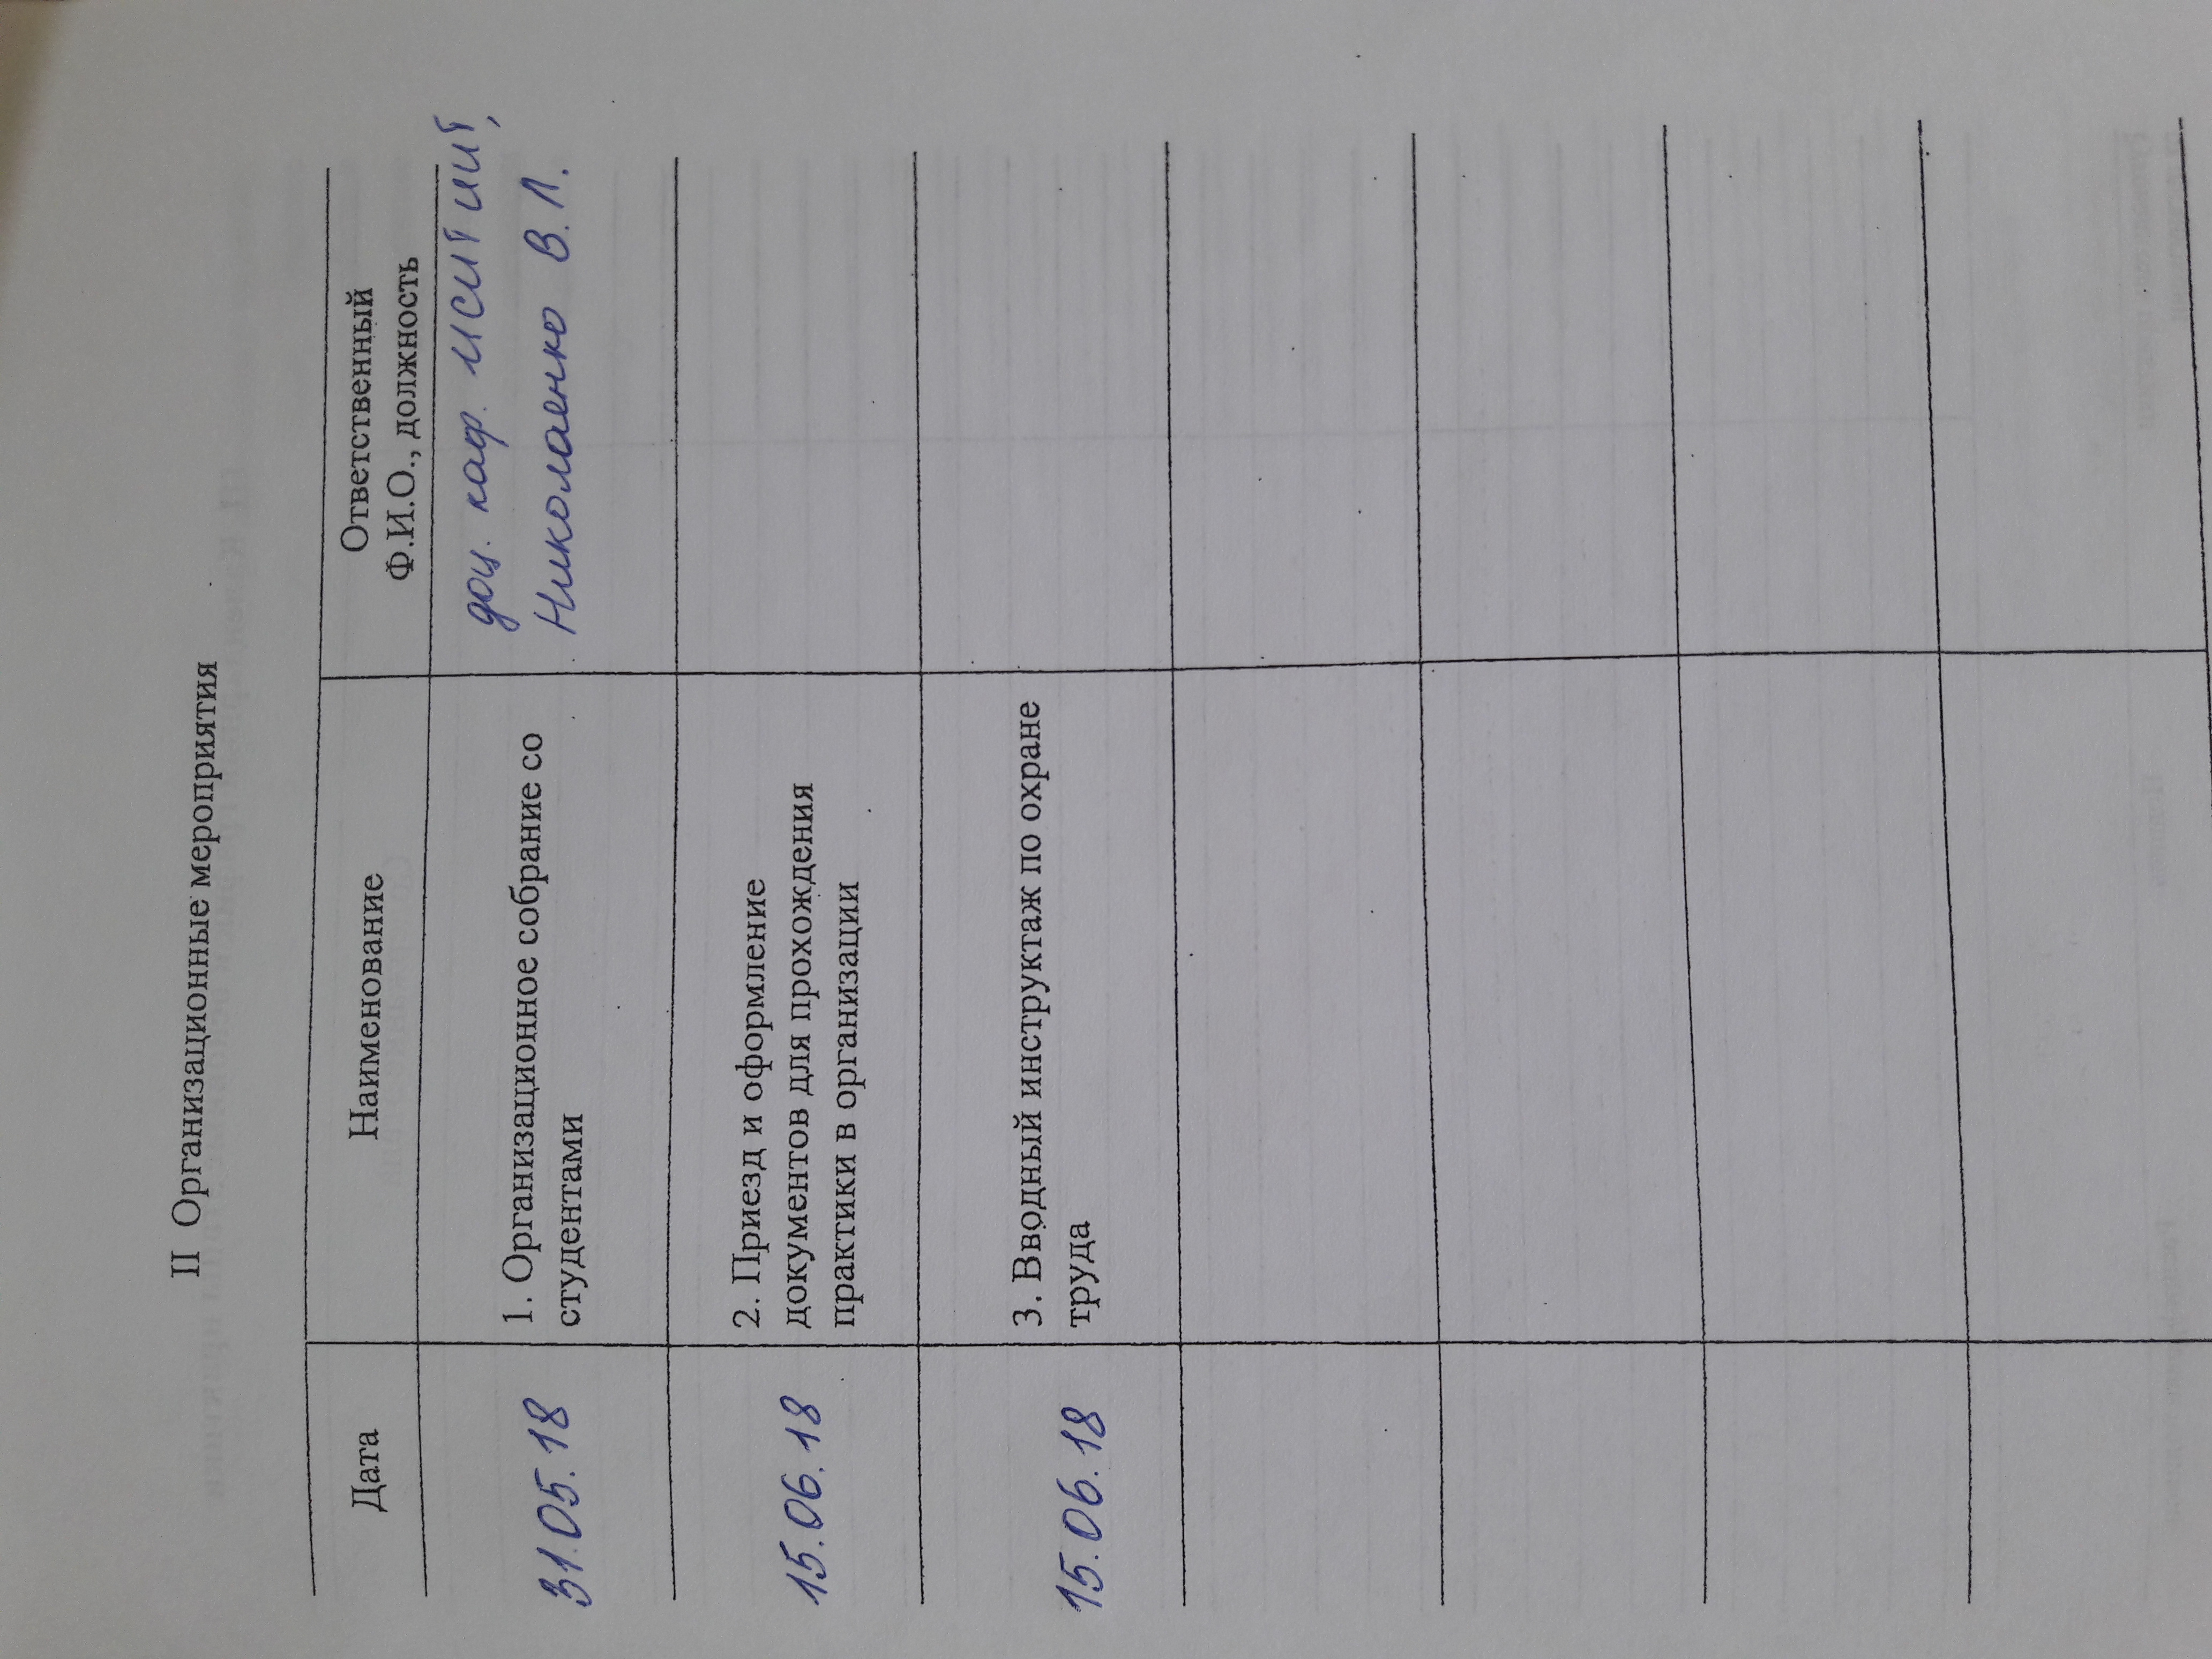 II Организационные мероприятия
Дата
Наименование
Ответственный
Ф.И.О., должность
31.05.18
1. Организационное собрание со
студентами
доц. каф. ИСИТ ИИТ,
Николаенко В.Л.
15.06.18
2. Приезд и оформление
документов для прохождения
практики в организации
15.06.18
3. Вводный инструктаж по охране
труда